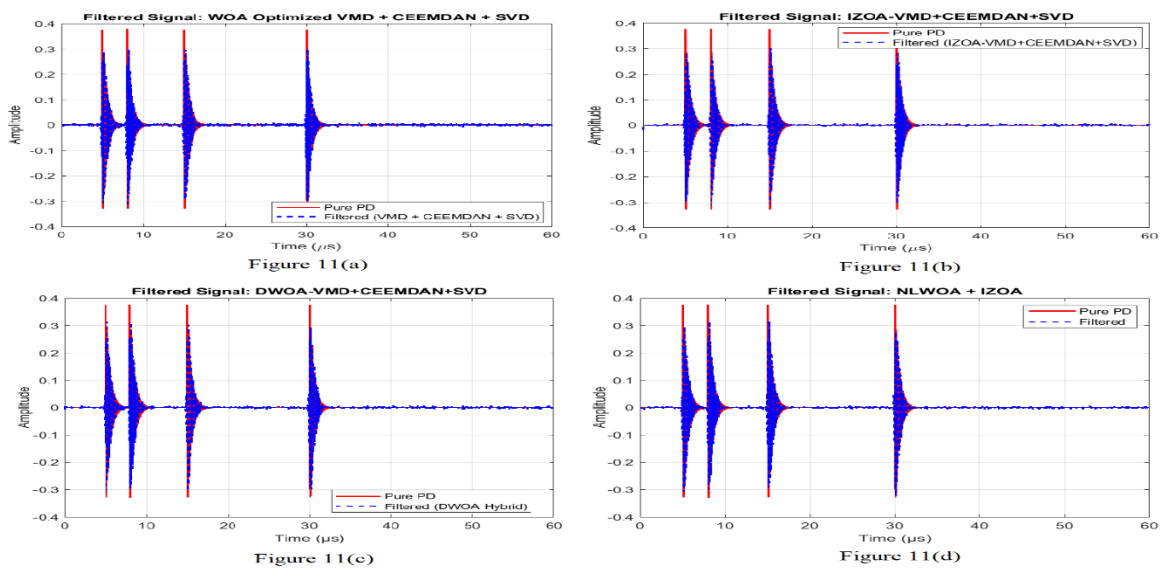 Filtered Signal: WOA Optimized VMD + CEEMDAN + SVD
0.4
0.3
0.2
0.1
0
-0.1
-0.2
-0.3
-0.4
Amplitude
Pure PD
Filtered (VMD + CEEMDAN + SVD)
0 10 20 30 40 50 60
Time (μs)
Figure 11(a)
Filtered Signal: IZOA-VMD+CEEMDAN+SVD
0.4
0.3
0.2
0.1
0
-0.1
-0.2
-0.3
-0.4
Amplitude
Pure PD
Filtered (IZOA-VMD+CEEMDAN+SVD)
0 10 20 30 40 50 60
Time (μs)
Figure 11(b)
Filtered Signal: DWOA-VMD+CEEMDAN+SVD
0.4
0.3
0.2
0.1
0
-0.1
-0.2
-0.3
-0.4
Amplitude
Pure PD
Filtered (DWOA Hybrid)
0 10 20 30 40 50 60
Time (μs)
Figure 11(c)
Filtered Signal: NLWOA + IZOA
0.4
0.3
0.2
0.1
0
-0.1
-0.2
-0.3
-0.4
Amplitude
Pure PD
Filtered
0 10 20 30 40 50 60
Time (μs)
Figure 11(d)